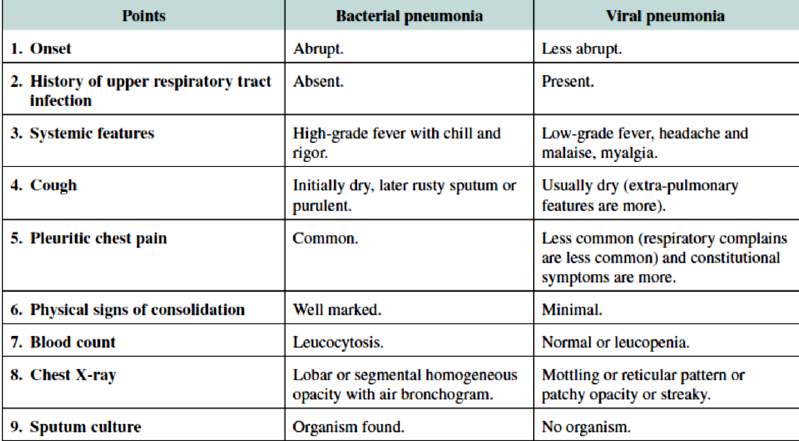 Points Bacterial pneumonia Viral pneumonia
1. Onset Abrupt. Less abrupt.
2. History of upper respiratory tract Absent. Present.
infection
3. Systemic features High-grade fever with chill and Low-grade fever, headache and
rigor. malaise, myalgia.
4. Cough Initially dry, later rusty sputum or Usually dry (extra-pulmonary
purulent. features are more).
5. Pleuritic chest pain Common. Less common (respiratory complains
are less common) and constitutional
symptoms are more.
6. Physical signs of consolidation Well marked. Minimal.
7. Blood count Leucocytosis. Normal or leucopenia.
8. Chest X-ray Lobar or segmental homogeneous Mottling or reticular pattern or
opacity with air bronchogram. patchy opacity or streaky.
9. Sputum culture Organism found. No organism.